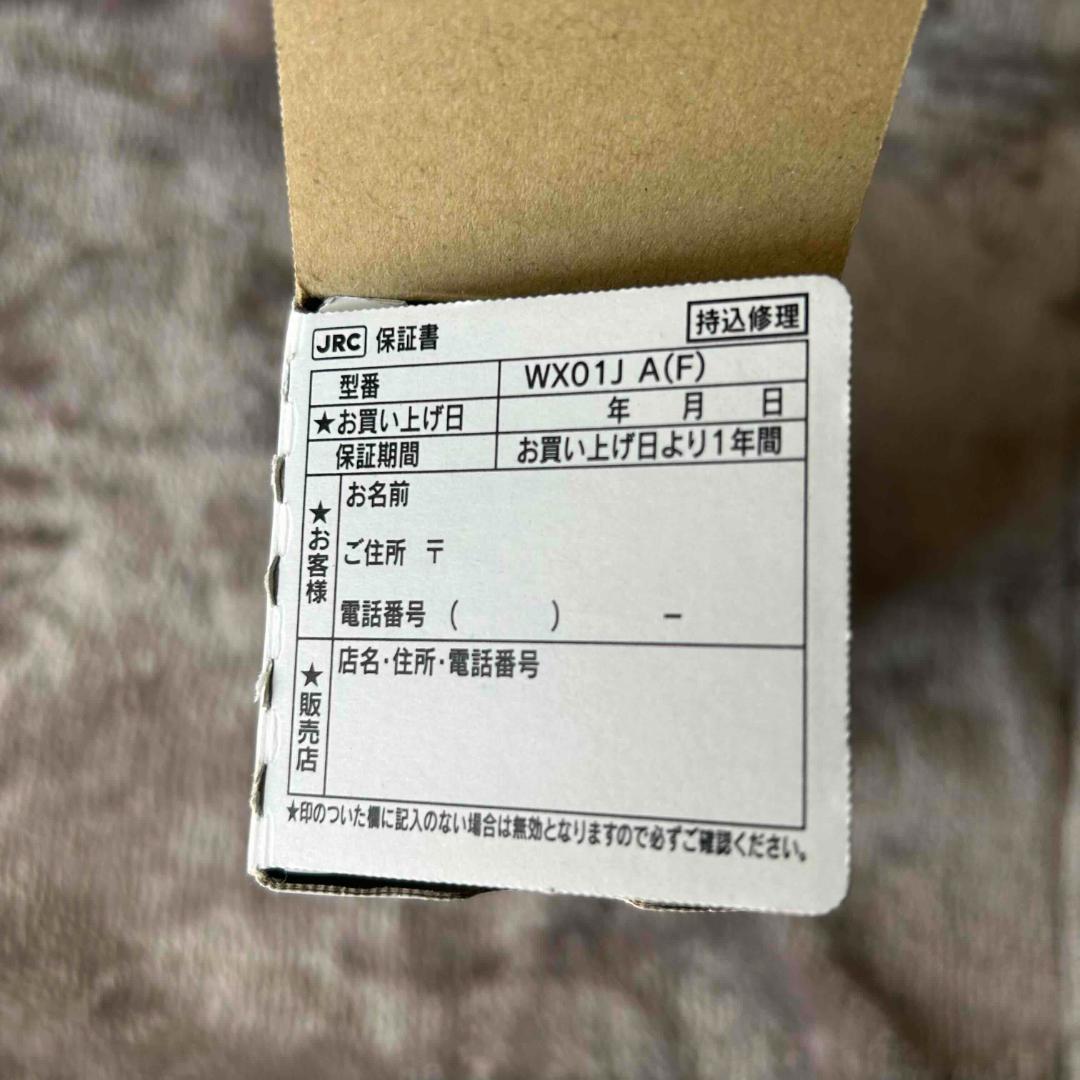 JRC 保証書 持込修理
型番 WX01J A(F)
★お買い上げ日 年 月 日
保証期間 お買い上げ日より1年間
★お客様
お名前
ご住所 〒
電話番号 ( ) –
★販売店
店名・住所・電話番号
★印のついた欄に記入のない場合は無効となりますので必ずご確認ください。